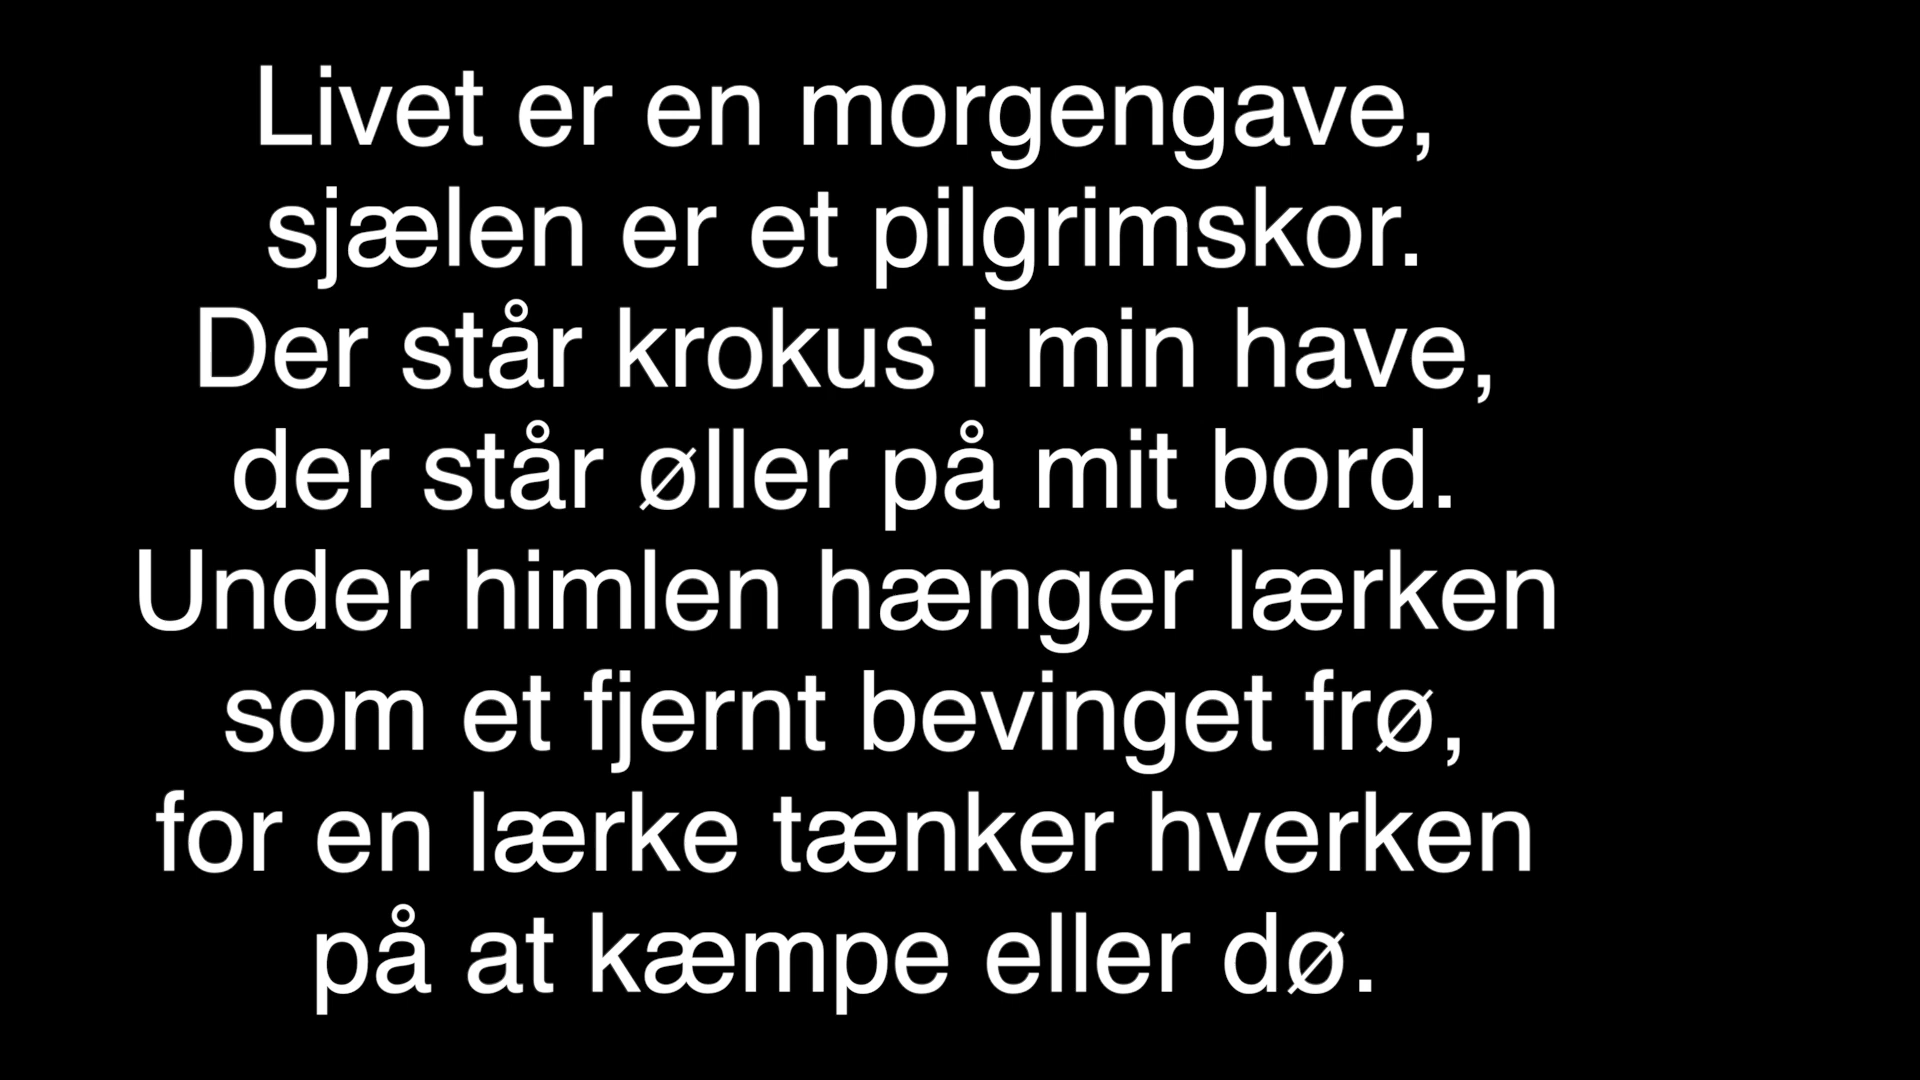 Livet er en morgengave,
sjælen er et pilgrimskor.
Der står krokus i min have,
der står øller på mit bord.
Under himlen hænger lærken
som et fjernt bevinget frø,
for en lærke tænker hverken
på at kæmpe eller dø.